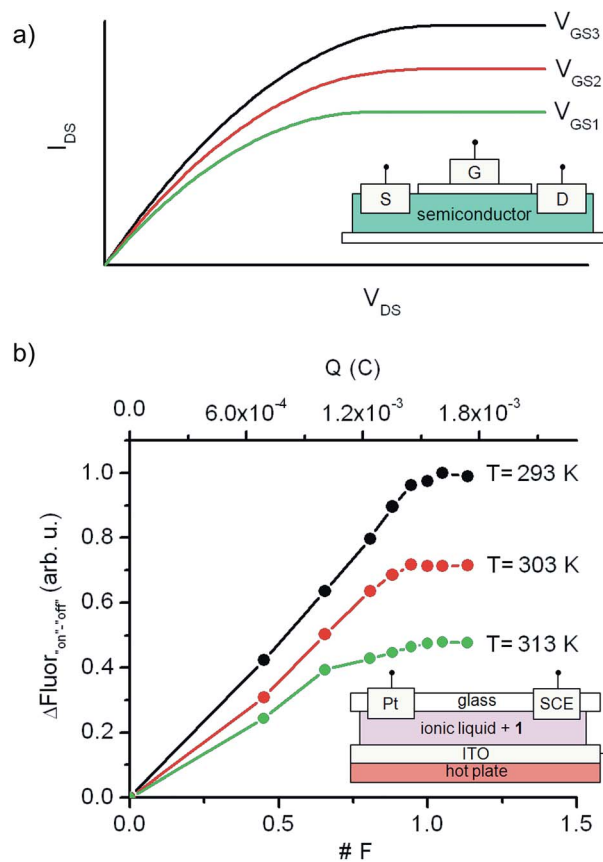 a)
I_DS
V_GS3
V_GS2
V_GS1
G
S
D
semiconductor
V_DS
b)
Q (C)
0.0
6.0x10⁻⁴
1.2x10⁻³
1.8x10⁻³
ΔFluor"on"-"off" (arb. u.)
1.0
0.8
0.6
0.4
0.2
0.0
T= 293 K
T= 303 K
T= 313 K
glass
Pt
SCE
ionic liquid + 1
ITO
hot plate
0.0
0.5
1.0
1.5
# F